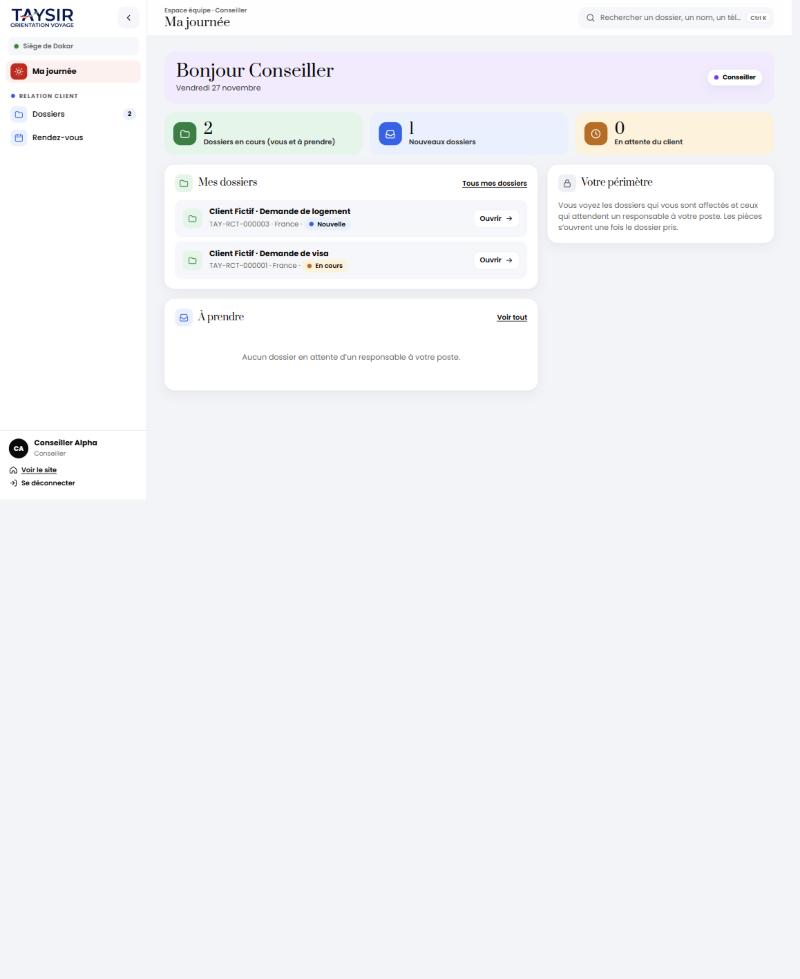 TAYSIR
ORIENTATION VOYAGE
Siège de Dakar
Ma journée
RELATION CLIENT
Dossiers 2
Rendez-vous
Conseiller Alpha
CA
Conseiller
Voir le site
Se déconnecter
Espace équipe · Conseiller
Ma journée
Rechercher un dossier, un nom, un tél... Ctrl K
Bonjour Conseiller
Vendredi 27 novembre
Conseiller
2
Dossiers en cours (vous et à prendre)
1
Nouveaux dossiers
0
En attente du client
Mes dossiers
Tous mes dossiers
Client Fictif · Demande de logement
TAY-RCT-000003 · France · Nouvelle
Ouvrir →
Client Fictif · Demande de visa
TAY-RCT-000001 · France · En cours
Ouvrir →
À prendre
Voir tout
Aucun dossier en attente d'un responsable à votre poste.
Votre périmètre
Vous voyez les dossiers qui vous sont affectés et ceux
qui attendent un responsable à votre poste. Les pièces
s'ouvrent une fois le dossier pris.